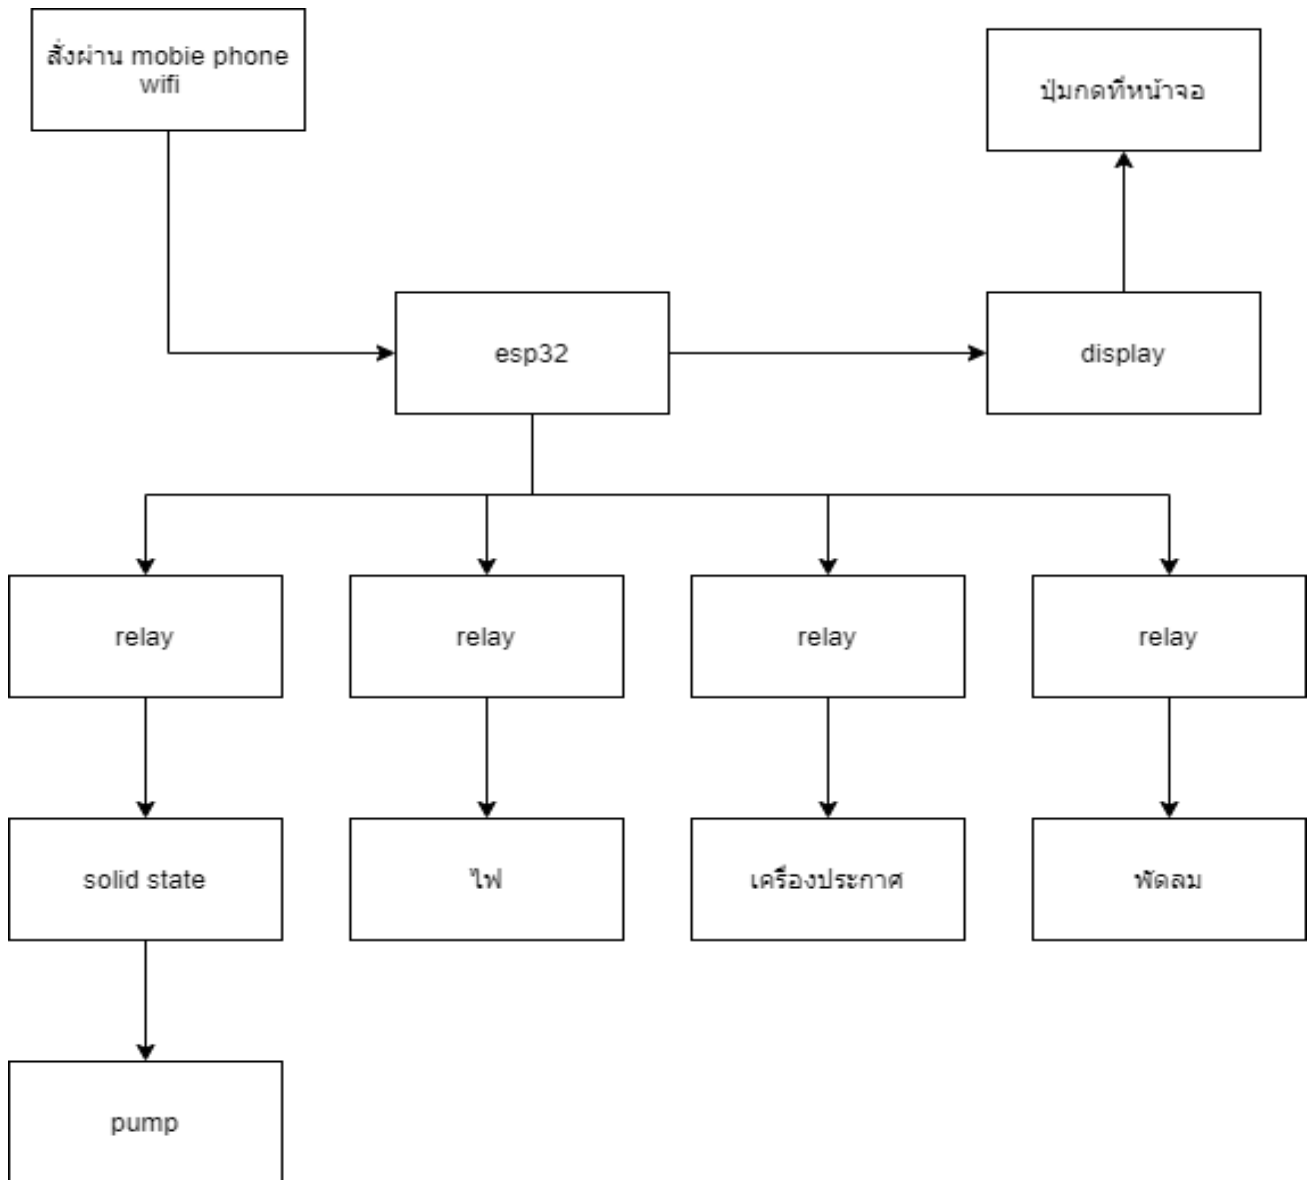 สั่งผ่าน mobie phone
wifi
ปุ่มกดที่หน้าจอ
esp32
display
relay
relay
relay
relay
solid state
ไฟ
เครื่องประกาศ
พัดลม
pump